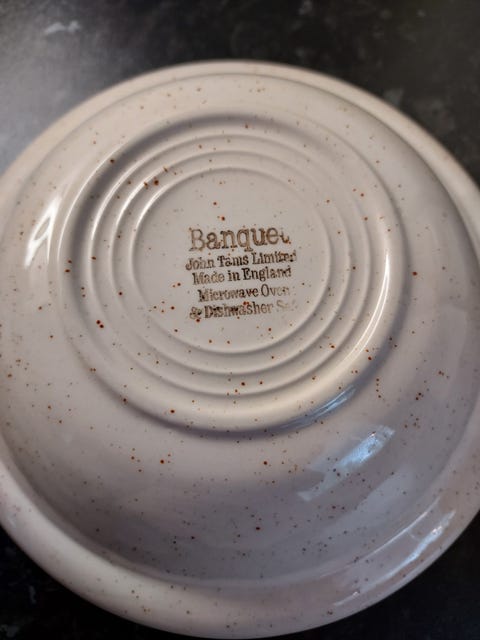 Banquet
John Tams Limited
Made in England
Microwave Oven
& Dishwasher Safe